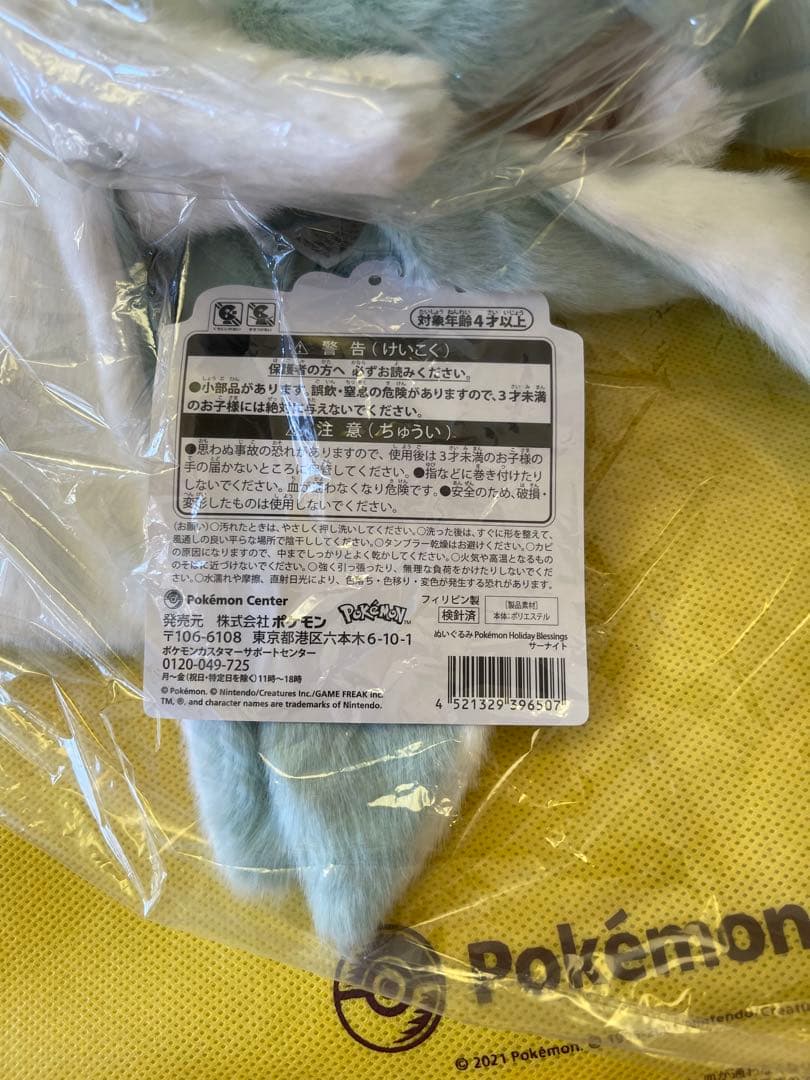 対象年齢4才以上
警告(けいこく)
保護者の方へ 必ずお読みください。
●小部品があります。誤飲・窒息の危険がありますので、3才未満
のお子様には絶対に与えないでください。
注意(ちゅうい)
●思わぬ事故の恐れがありますので、使用後は3才未満のお子様の
手の届かないところに保管してください。●指などに巻き付けたり
しないでください。血が通わなくなり危険です。●安全のため、破損・
変形したものは使用しないでください。
(お願い)○汚れたときは、やさしく押し洗いしてください。○洗った後は、すぐに形を整えて、
風通しの良い平らな場所で陰干ししてください。○タンブラー乾燥はお避けください。○カビ
の原因になりますので、中までしっかりとよく乾かしてください。○火気や高温となるもの
のそばに近づけないでください。○強く引っ張ったり、無理な負荷をかけたりしないでくだ
さい。○水濡れや摩擦、直射日光により、色落ち・色移り・変色が発生する恐れがあります。
Pokémon Center
発売元 株式会社ポケモン POKÉMON™
〒106-6108 東京都港区六本木6-10-1
ポケモンカスタマーサポートセンター
0120-049-725
月〜金(祝日・特定日を除く)11時〜18時
© Pokémon. © Nintendo/Creatures Inc./GAME FREAK inc.
TM, ®, and character names are trademarks of Nintendo.
フィリピン製
検針済
[製品素材]
本体:ポリエステル
ぬいぐるみ Pokémon Holiday Blessings
サーナイト
4 521329 396507
Pokémon
© 2021 Pokémon. © Nintendo/Creatur